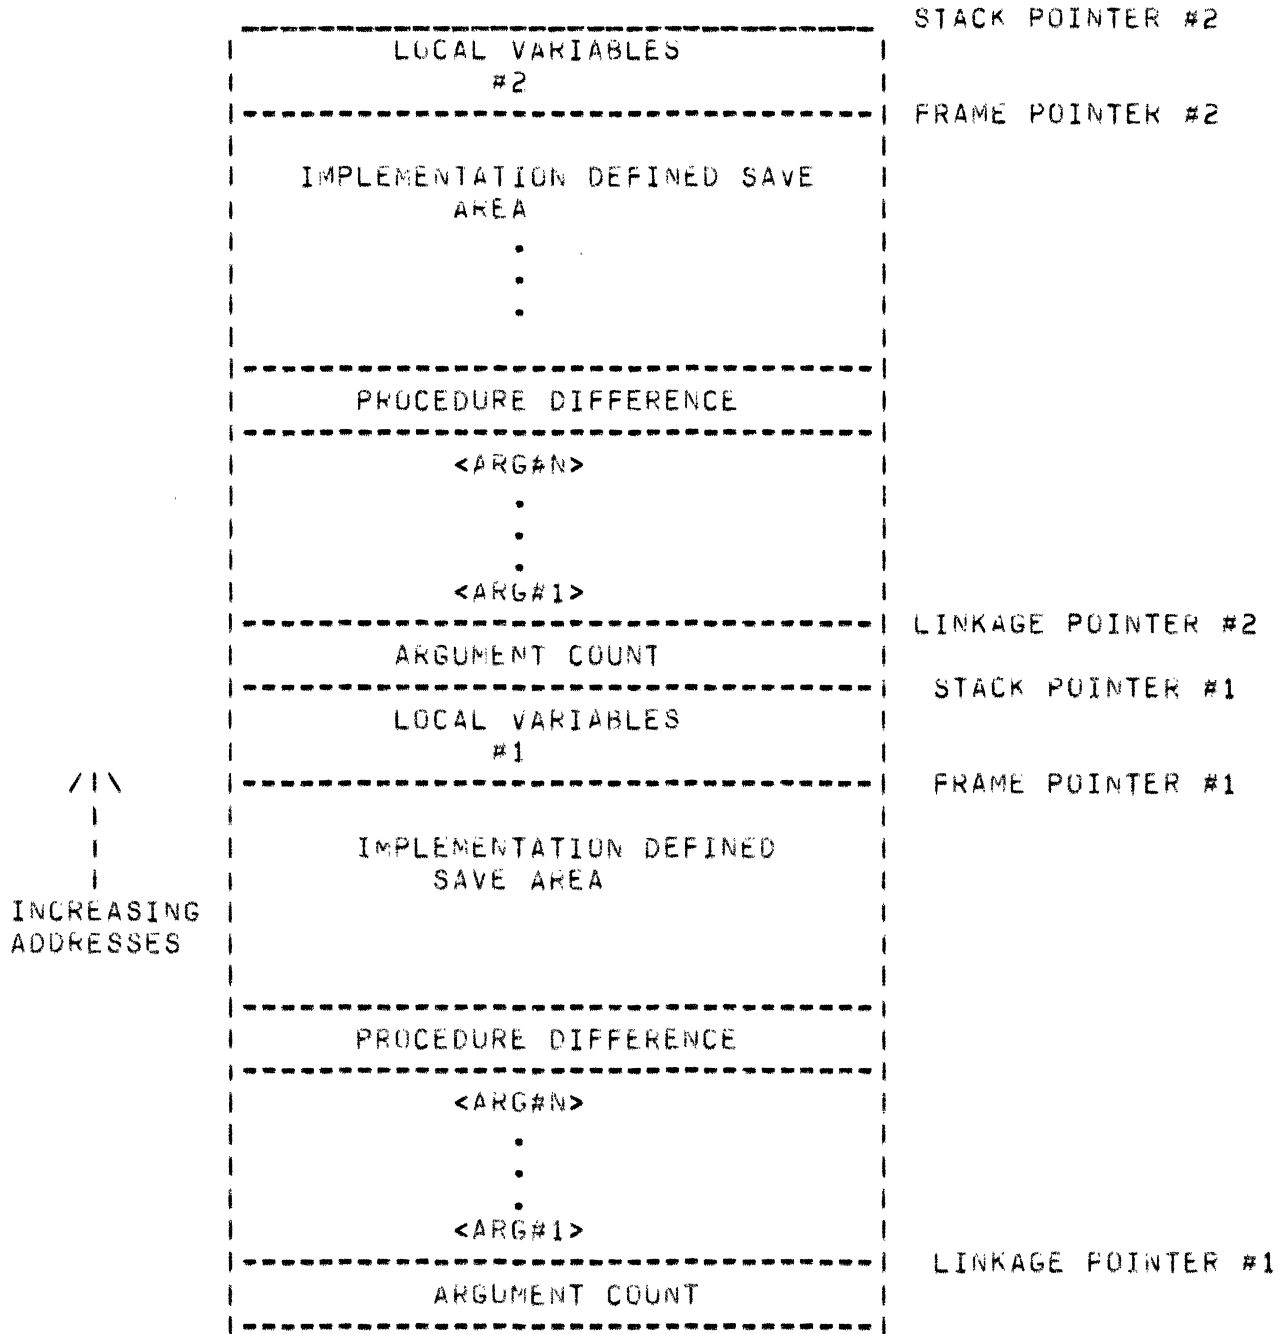 STACK POINTER #2
LOCAL VARIABLES
#2
FRAME POINTER #2
IMPLEMENTATION DEFINED SAVE
AREA
.
.
.
PROCEDURE DIFFERENCE
<ARG#N>
.
.
.
<ARG#1>
LINKAGE POINTER #2
ARGUMENT COUNT
STACK POINTER #1
LOCAL VARIABLES
#1
FRAME POINTER #1
IMPLEMENTATION DEFINED
SAVE AREA
INCREASING
ADDRESSES
PROCEDURE DIFFERENCE
<ARG#N>
.
.
.
<ARG#1>
LINKAGE POINTER #1
ARGUMENT COUNT